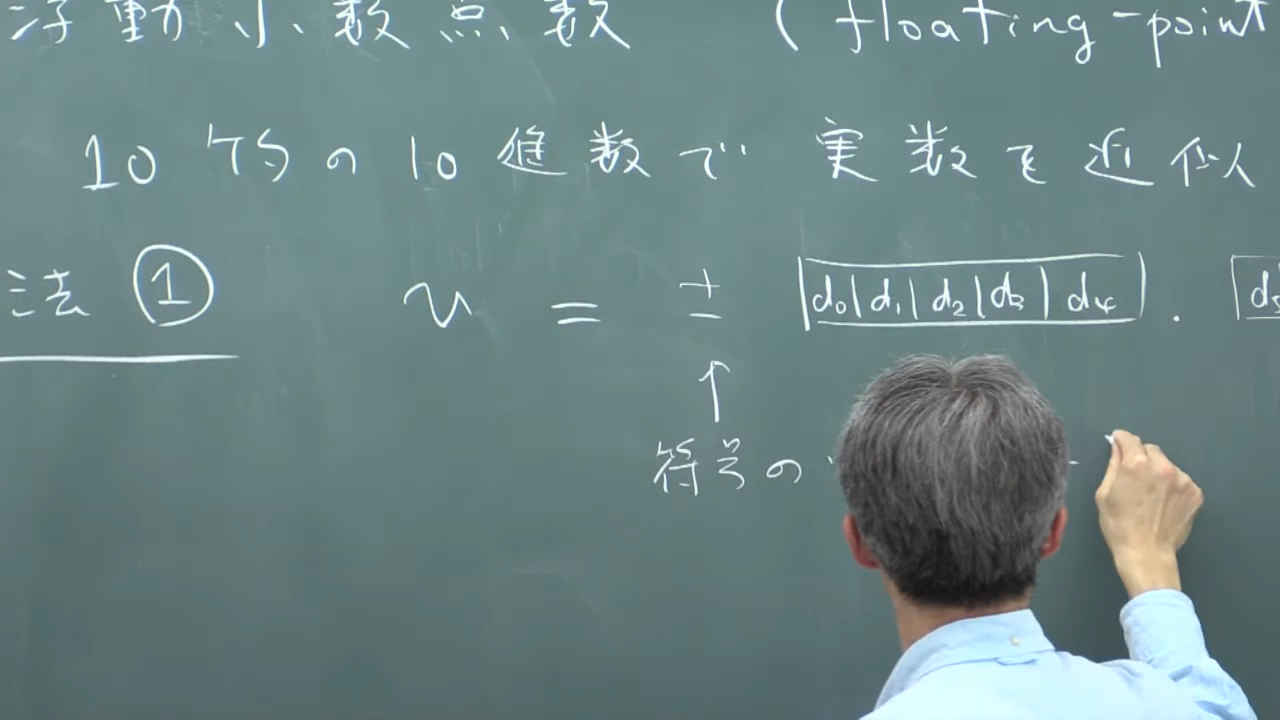 浮動小数点数 (floating-point
10ケタの10進数で 実数を近似
法 ① v = ± d₀ d₁ d₂ d₃ d₄ . d₅
↑
符号の